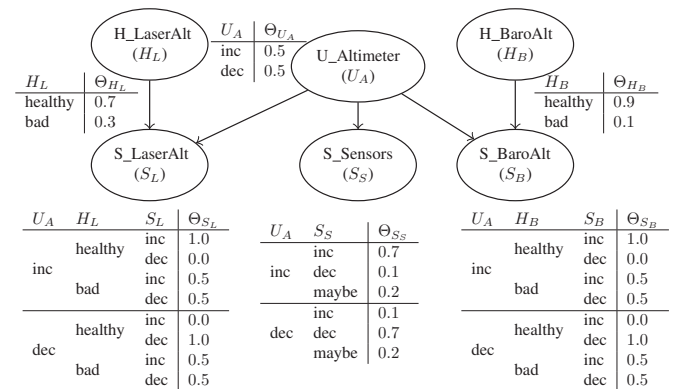 H_LaserAlt
(H_L)
U_A Θ_{U_A}
inc 0.5
dec 0.5
U_Altimeter
(U_A)
H_BaroAlt
(H_B)
H_L Θ_{H_L}
healthy 0.7
bad 0.3
H_B Θ_{H_B}
healthy 0.9
bad 0.1
S_LaserAlt
(S_L)
S_Sensors
(S_S)
S_BaroAlt
(S_B)
U_A H_L S_L Θ_{S_L}
inc healthy inc 1.0
dec 0.0
bad inc 0.5
dec 0.5
dec healthy inc 0.0
dec 1.0
bad inc 0.5
dec 0.5
U_A S_S Θ_{S_S}
inc inc 0.7
dec 0.1
maybe 0.2
dec inc 0.1
dec 0.7
maybe 0.2
U_A H_B S_B Θ_{S_B}
inc healthy inc 1.0
dec 0.0
bad inc 0.5
dec 0.5
dec healthy inc 0.0
dec 1.0
bad inc 0.5
dec 0.5